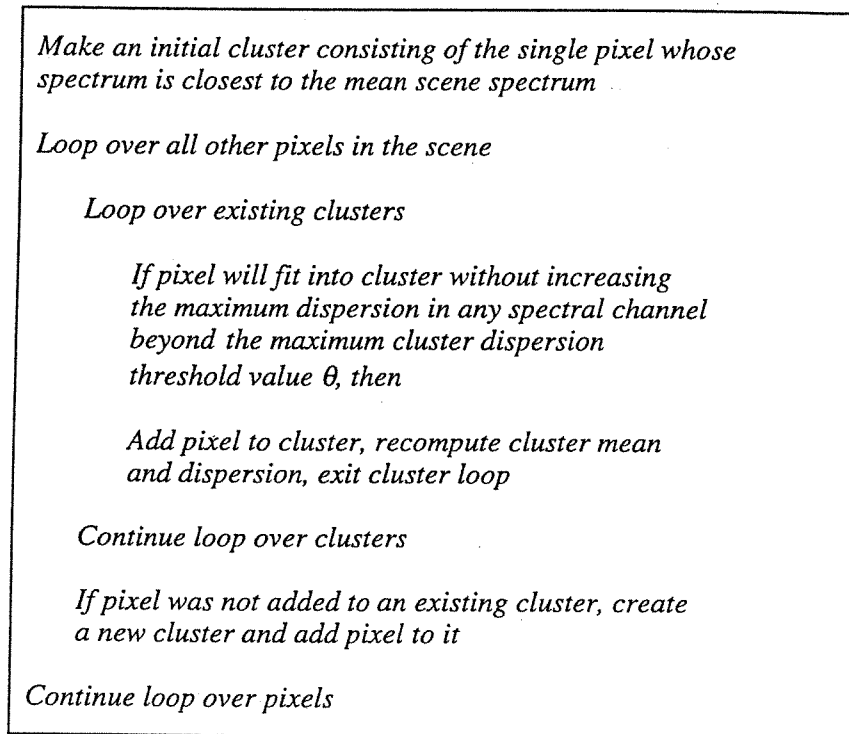 Make an initial cluster consisting of the single pixel whose
spectrum is closest to the mean scene spectrum
Loop over all other pixels in the scene
Loop over existing clusters
If pixel will fit into cluster without increasing
the maximum dispersion in any spectral channel
beyond the maximum cluster dispersion
threshold value θ, then
Add pixel to cluster, recompute cluster mean
and dispersion, exit cluster loop
Continue loop over clusters
If pixel was not added to an existing cluster, create
a new cluster and add pixel to it
Continue loop over pixels